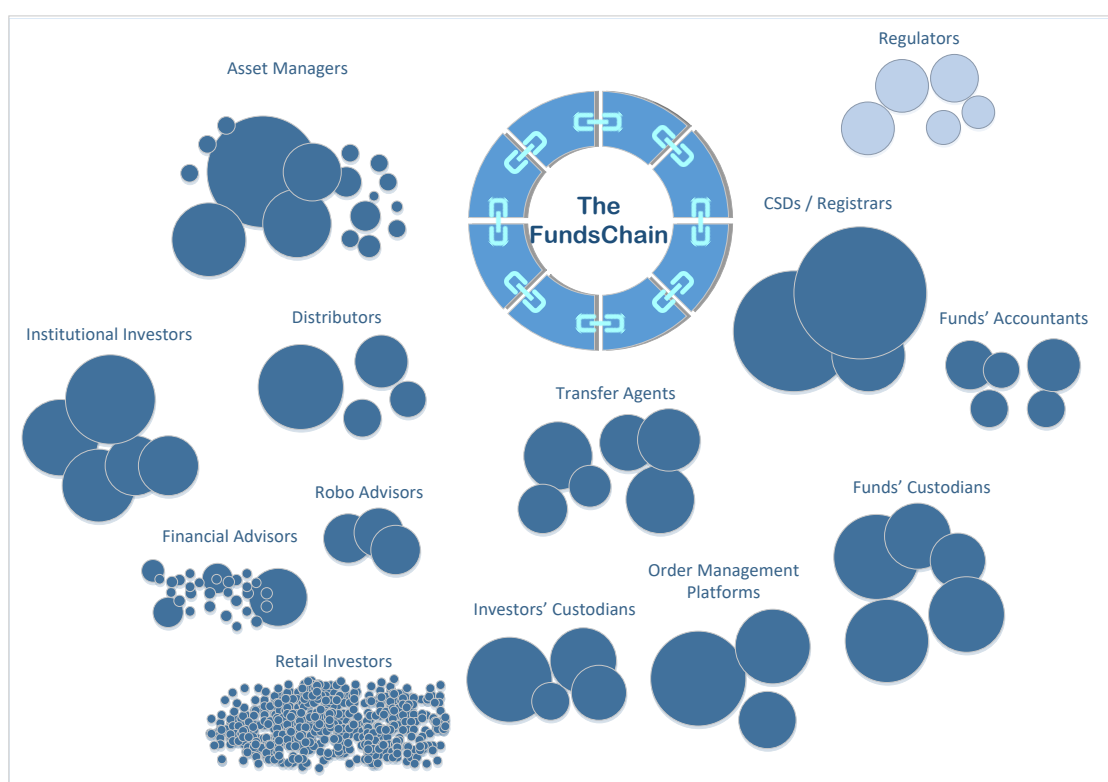 Asset Managers
Regulators
The
FundsChain
CSDs / Registrars
Institutional Investors
Distributors
Funds’ Accountants
Transfer Agents
Robo Advisors
Funds’ Custodians
Financial Advisors
Order Management
Platforms
Investors’ Custodians
Retail Investors